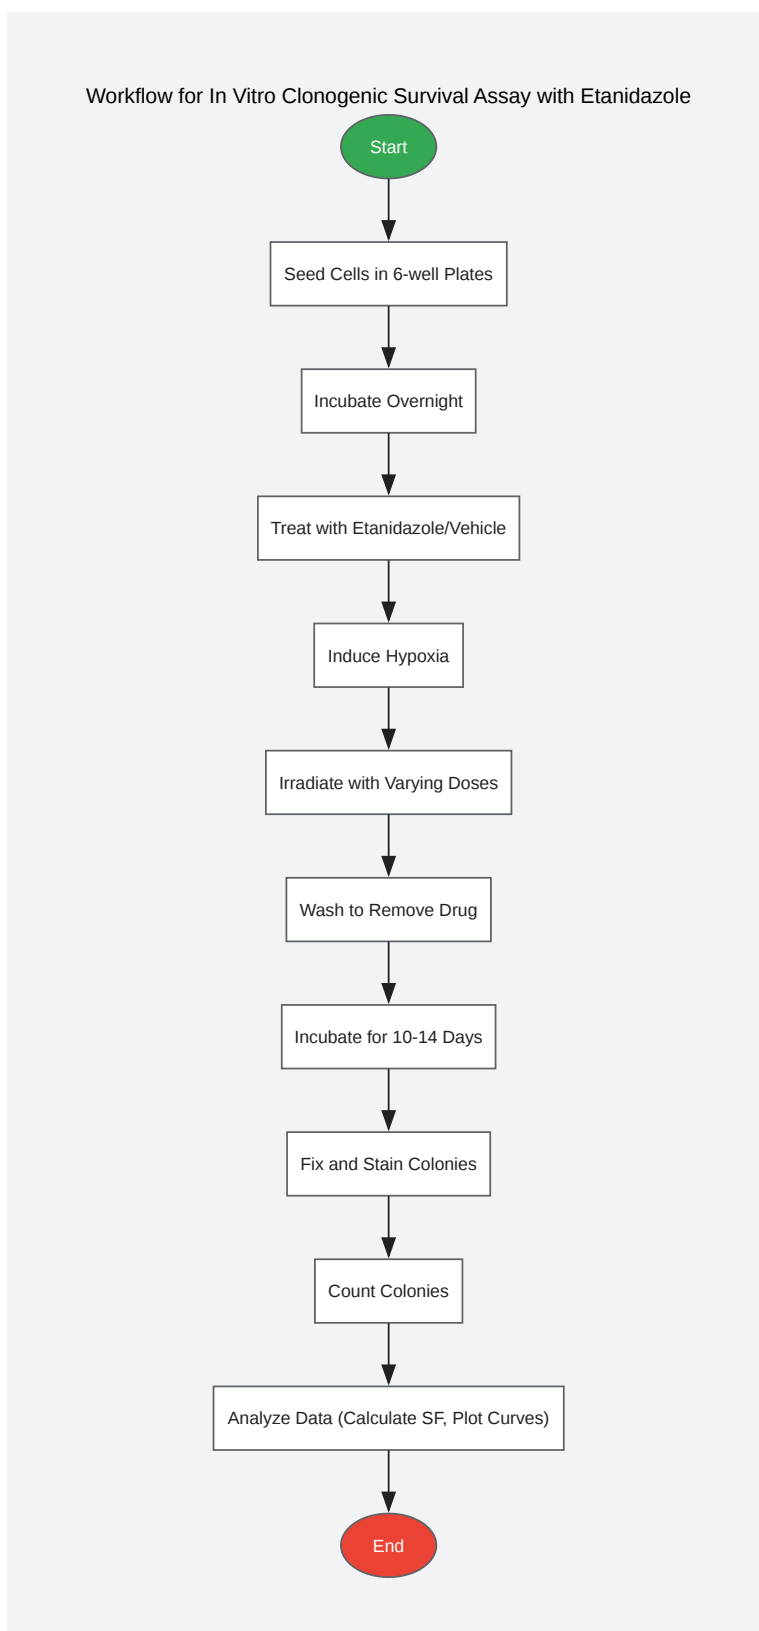 Workflow for In Vitro Clonogenic Survival Assay with Etanidazole
Start
Seed Cells in 6-well Plates
Incubate Overnight
Treat with Etanidazole/Vehicle
Induce Hypoxia
Irradiate with Varying Doses
Wash to Remove Drug
Incubate for 10-14 Days
Fix and Stain Colonies
Count Colonies
Analyze Data (Calculate SF, Plot Curves)
End